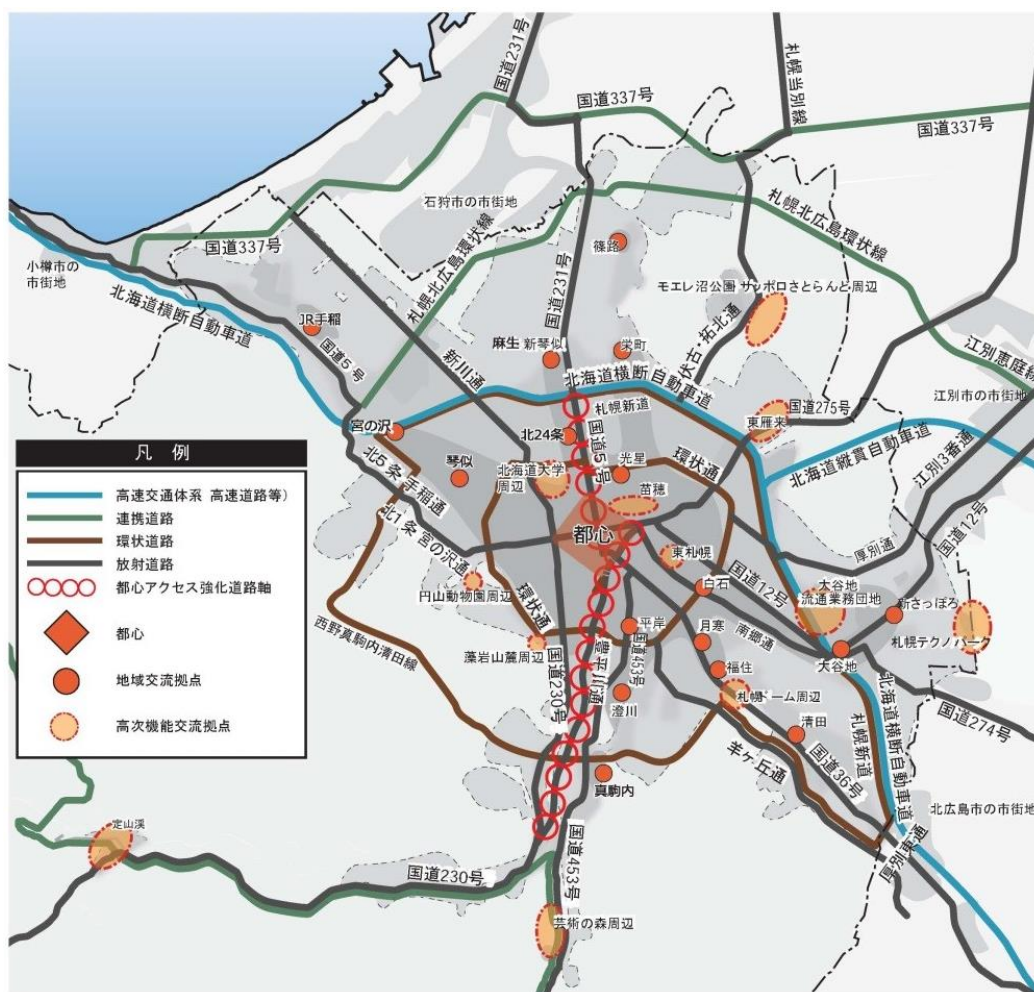 国道231号
札幌当別線
国道337号
国道337号
石狩市の市街地
札幌北広島環状線
札幌北広島環状線
国道337号
小樽市の
市街地
北海道横断自動車道
篠路
国道231号
モエレ沼公園 サッポロさとらんど周辺
JR手稲
国道5号
新川通
麻生 新琴似
栄町
伏古・拓北通
北海道横断自動車道
江別恵庭線
江別市の市街地
札幌新道
国道275号
東雁来
宮の沢
北24条
国道5号
北海道縦貫自動車道
江別3番通
凡 例
高速交通体系 高速道路等)
連携道路
環状道路
放射道路
都心アクセス強化道路軸
都心
地域交流拠点
高次機能交流拠点
琴似
北5条手稲通
北海道大学
周辺
光星
環状通
苗穂
都心
北1条宮の沢通
東札幌
国道12号
厚別通
国道12号
円山動物園周辺
環状通
白石
大谷地
流通業務団地
新さっぽろ
札幌テクノパーク
西野真駒内清田線
藻岩山麓周辺
平岸
月寒
南郷通
大谷地
国道230号
豊平川通
国道453号
福住
澄川
札幌ドーム周辺
清田
札幌新道
北海道横断自動車道
国道274号
羊ヶ丘通
国道36号
真駒内
北広島市の市街地
厚別東通
定山渓
国道230号
国道453号
芸術の森周辺